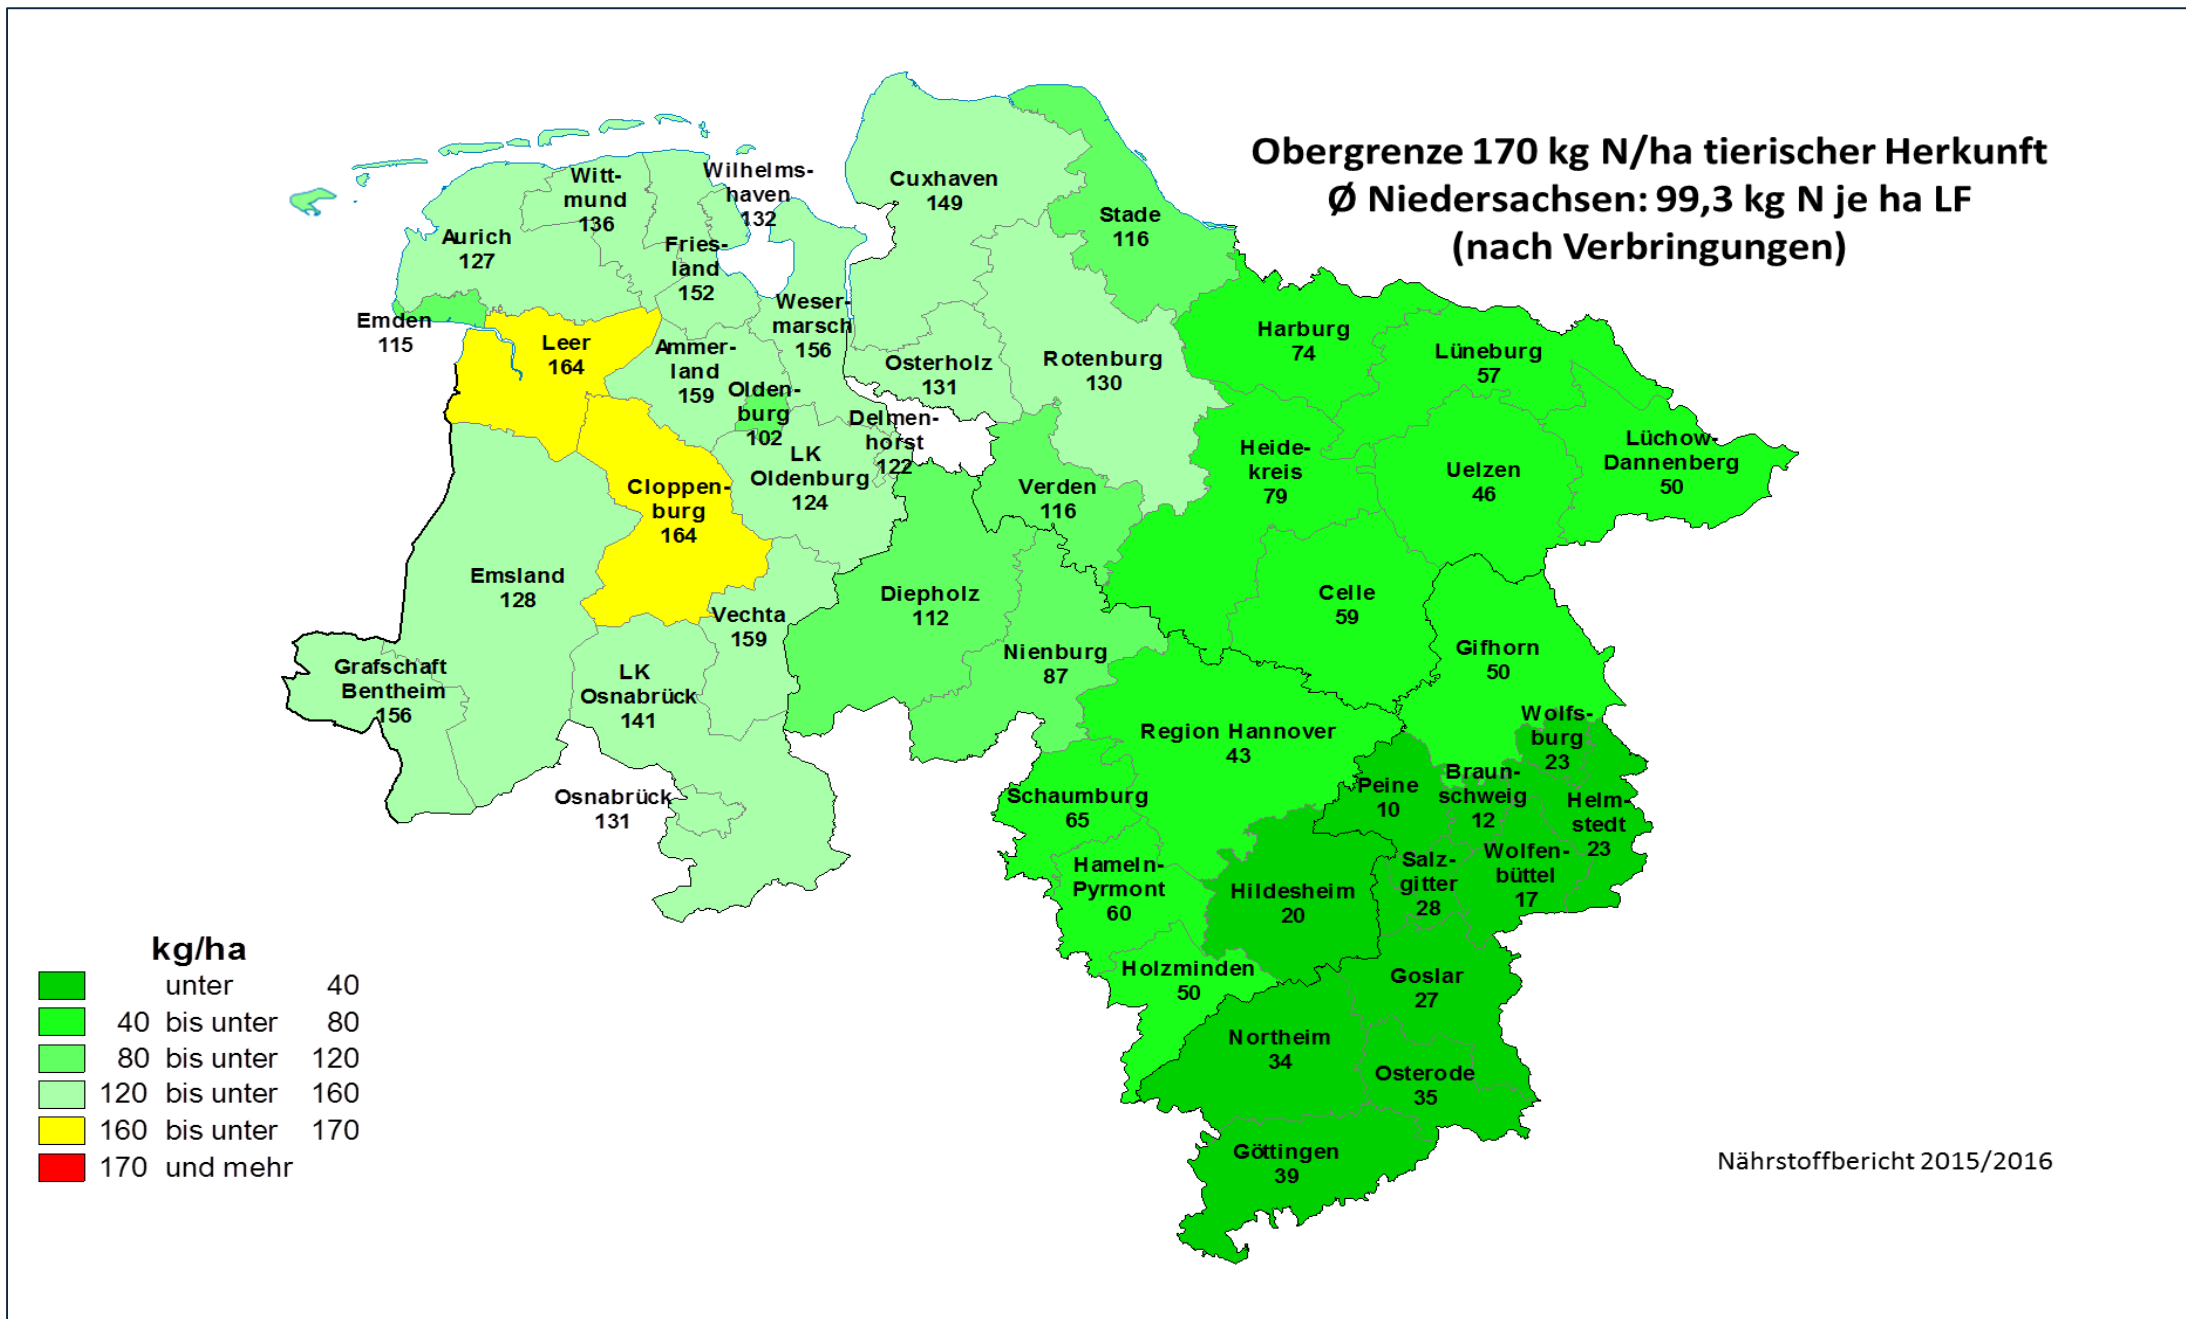 Obergrenze 170 kg N/ha tierischer Herkunft
Ø Niedersachsen: 99,3 kg N je ha LF
(nach Verbringungen)
Witt-
mund
136
Wilhelms-
haven
132
Cuxhaven
149
Stade
116
Aurich
127
Fries-
land
152
Emden
115
Leer
164
Weser-
marsch
156
Ammer-
land
159
Olden-
burg
102
Osterholz
131
Rotenburg
130
Harburg
74
Lüneburg
57
Delmen-
horst
122
LK
Oldenburg
124
Lüchow-
Dannenberg
50
Heide-
kreis
79
Uelzen
46
Cloppen-
burg
164
Verden
116
Emsland
128
Vechta
159
Diepholz
112
Celle
59
Gifhorn
50
Nienburg
87
Grafschaft
Bentheim
156
LK
Osnabrück
141
Osnabrück
131
Region Hannover
43
Wolfs-
burg
23
Peine
10
Braun-
schweig
12
Helm-
stedt
23
Schaumburg
65
Hameln-
Pyrmont
60
Hildesheim
20
Salz-
gitter
28
Wolfen-
büttel
17
Holzminden
50
Goslar
27
Northeim
34
Osterode
35
Göttingen
39
kg/ha
unter 40
40 bis unter 80
80 bis unter 120
120 bis unter 160
160 bis unter 170
170 und mehr
Nährstoffbericht 2015/2016